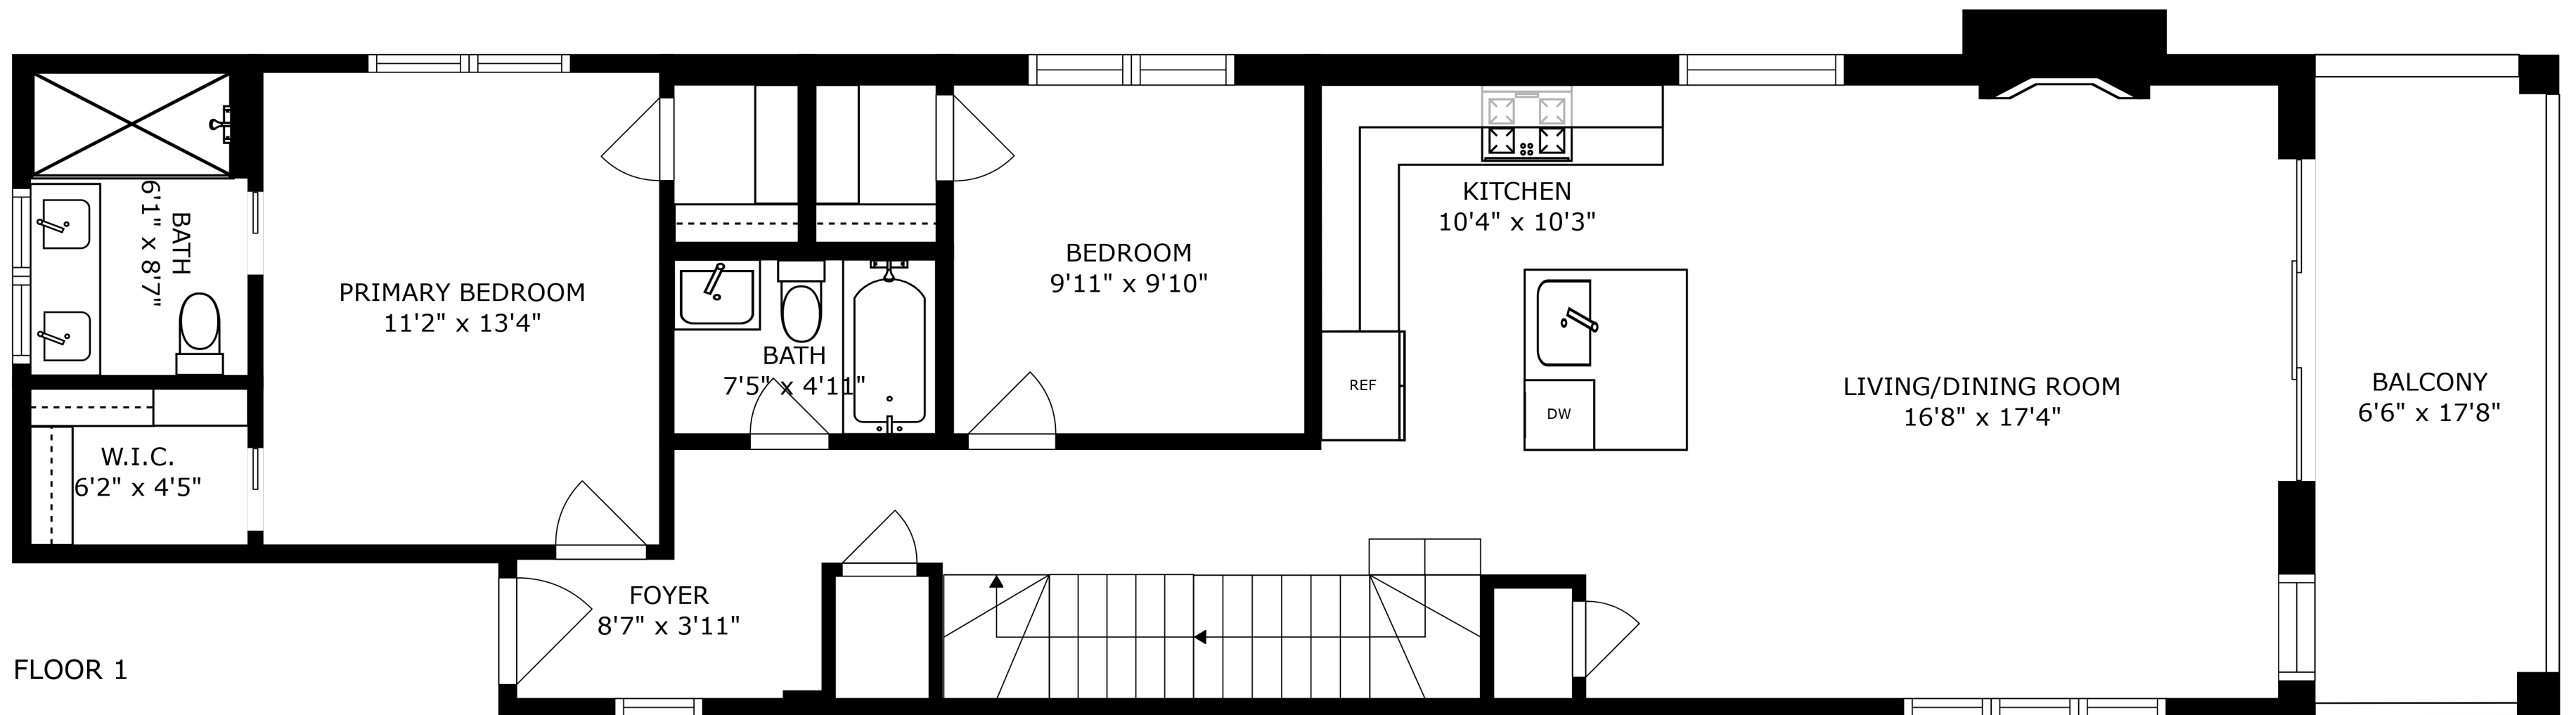 BATH
6'1" x 8'7"
PRIMARY BEDROOM
11'2" x 13'4"
W.I.C.
6'2" x 4'5"
BATH
7'5" x 4'11"
BEDROOM
9'11" x 9'10"
KITCHEN
10'4" x 10'3"
REF
DW
LIVING/DINING ROOM
16'8" x 17'4"
BALCONY
6'6" x 17'8"
FOYER
8'7" x 3'11"
FLOOR 1